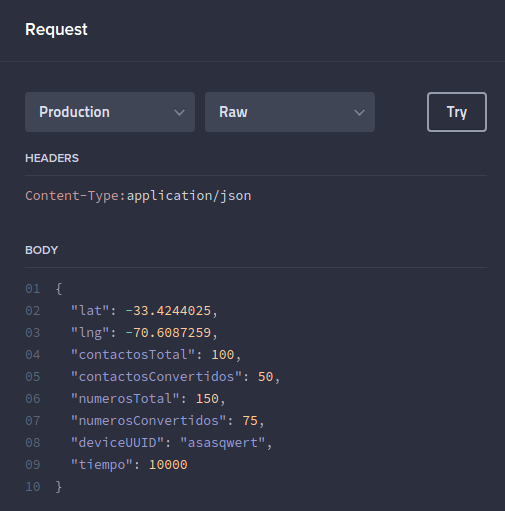 Request
Production Raw Try
HEADERS
Content-Type:application/json
BODY
01 {
02 "lat": -33.4244025,
03 "lng": -70.6087259,
04 "contactosTotal": 100,
05 "contactosConvertidos": 50,
06 "numerosTotal": 150,
07 "numerosConvertidos": 75,
08 "deviceUUID": "asasqwert",
09 "tiempo": 10000
10 }